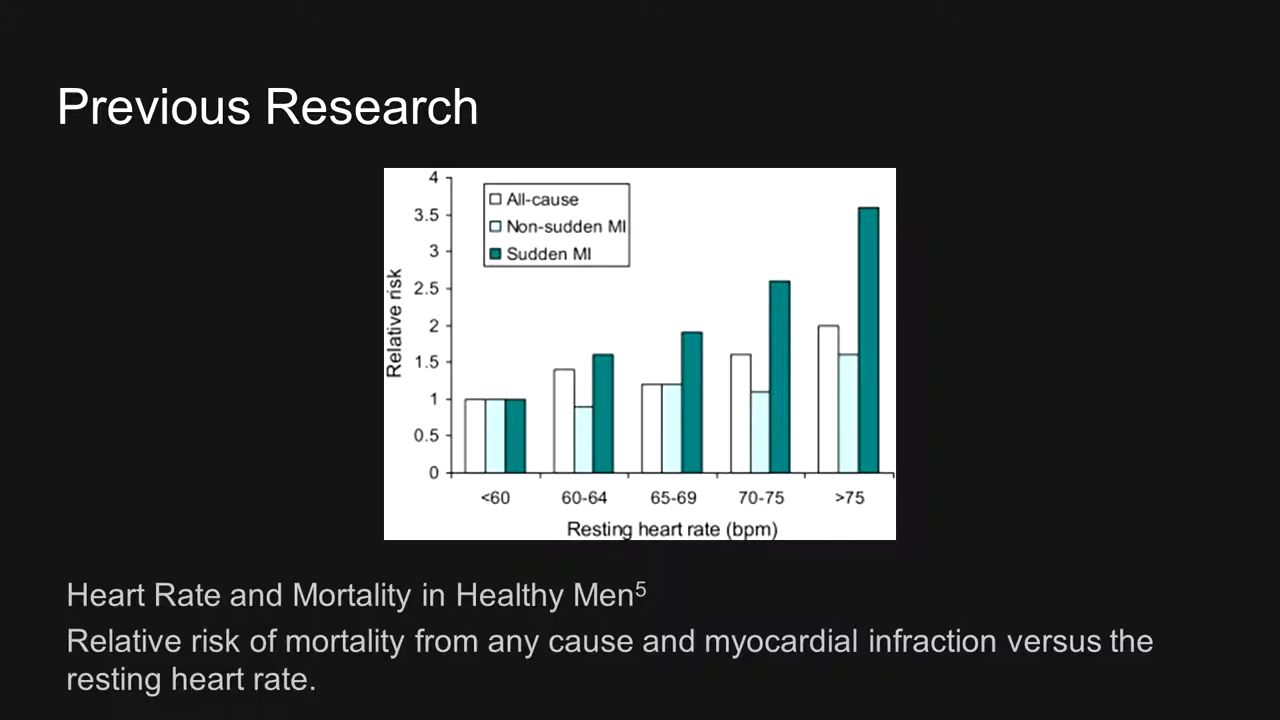 Previous Research
4
3.5
3
2.5
2
1.5
1
0.5
0
Relative risk
All-cause
Non-sudden MI
Sudden MI
<60 60-64 65-69 70-75 >75
Resting heart rate (bpm)
Heart Rate and Mortality in Healthy Men⁵
Relative risk of mortality from any cause and myocardial infraction versus the
resting heart rate.